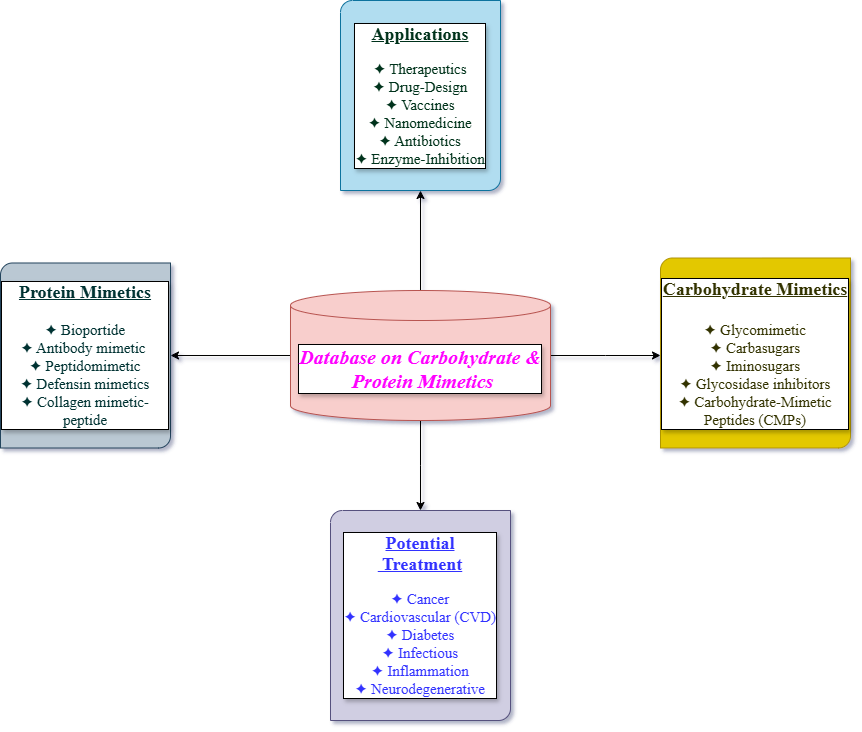 Applications
✦ Therapeutics
✦ Drug-Design
✦ Vaccines
✦ Nanomedicine
✦ Antibiotics
✦ Enzyme-Inhibition
Protein Mimetics
✦ Bioportide
✦ Antibody mimetic
✦ Peptidomimetic
✦ Defensin mimetics
✦ Collagen mimetic-
peptide
Database on Carbohydrate &
Protein Mimetics
Carbohydrate Mimetics
✦ Glycomimetic
✦ Carbasugars
✦ Iminosugars
✦ Glycosidase inhibitors
✦ Carbohydrate-Mimetic
Peptides (CMPs)
Potential
Treatment
✦ Cancer
✦ Cardiovascular (CVD)
✦ Diabetes
✦ Infectious
✦ Inflammation
✦ Neurodegenerative